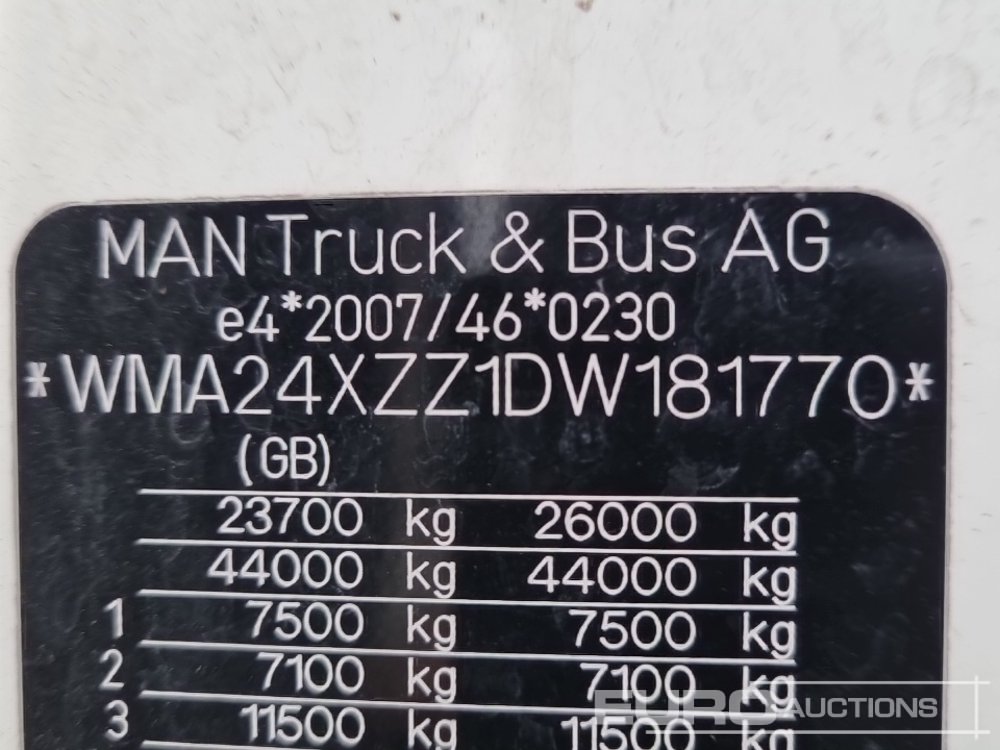 MAN Truck & Bus AG
e4*2007/46*0230
*WMA24XZZ1DW181770*
(GB)
23700 kg 26000 kg
44000 kg 44000 kg
1 7500 kg 7500 kg
2 7100 kg 7100 kg
3 11500 kg 11500 kg
EURO AUCTIONS